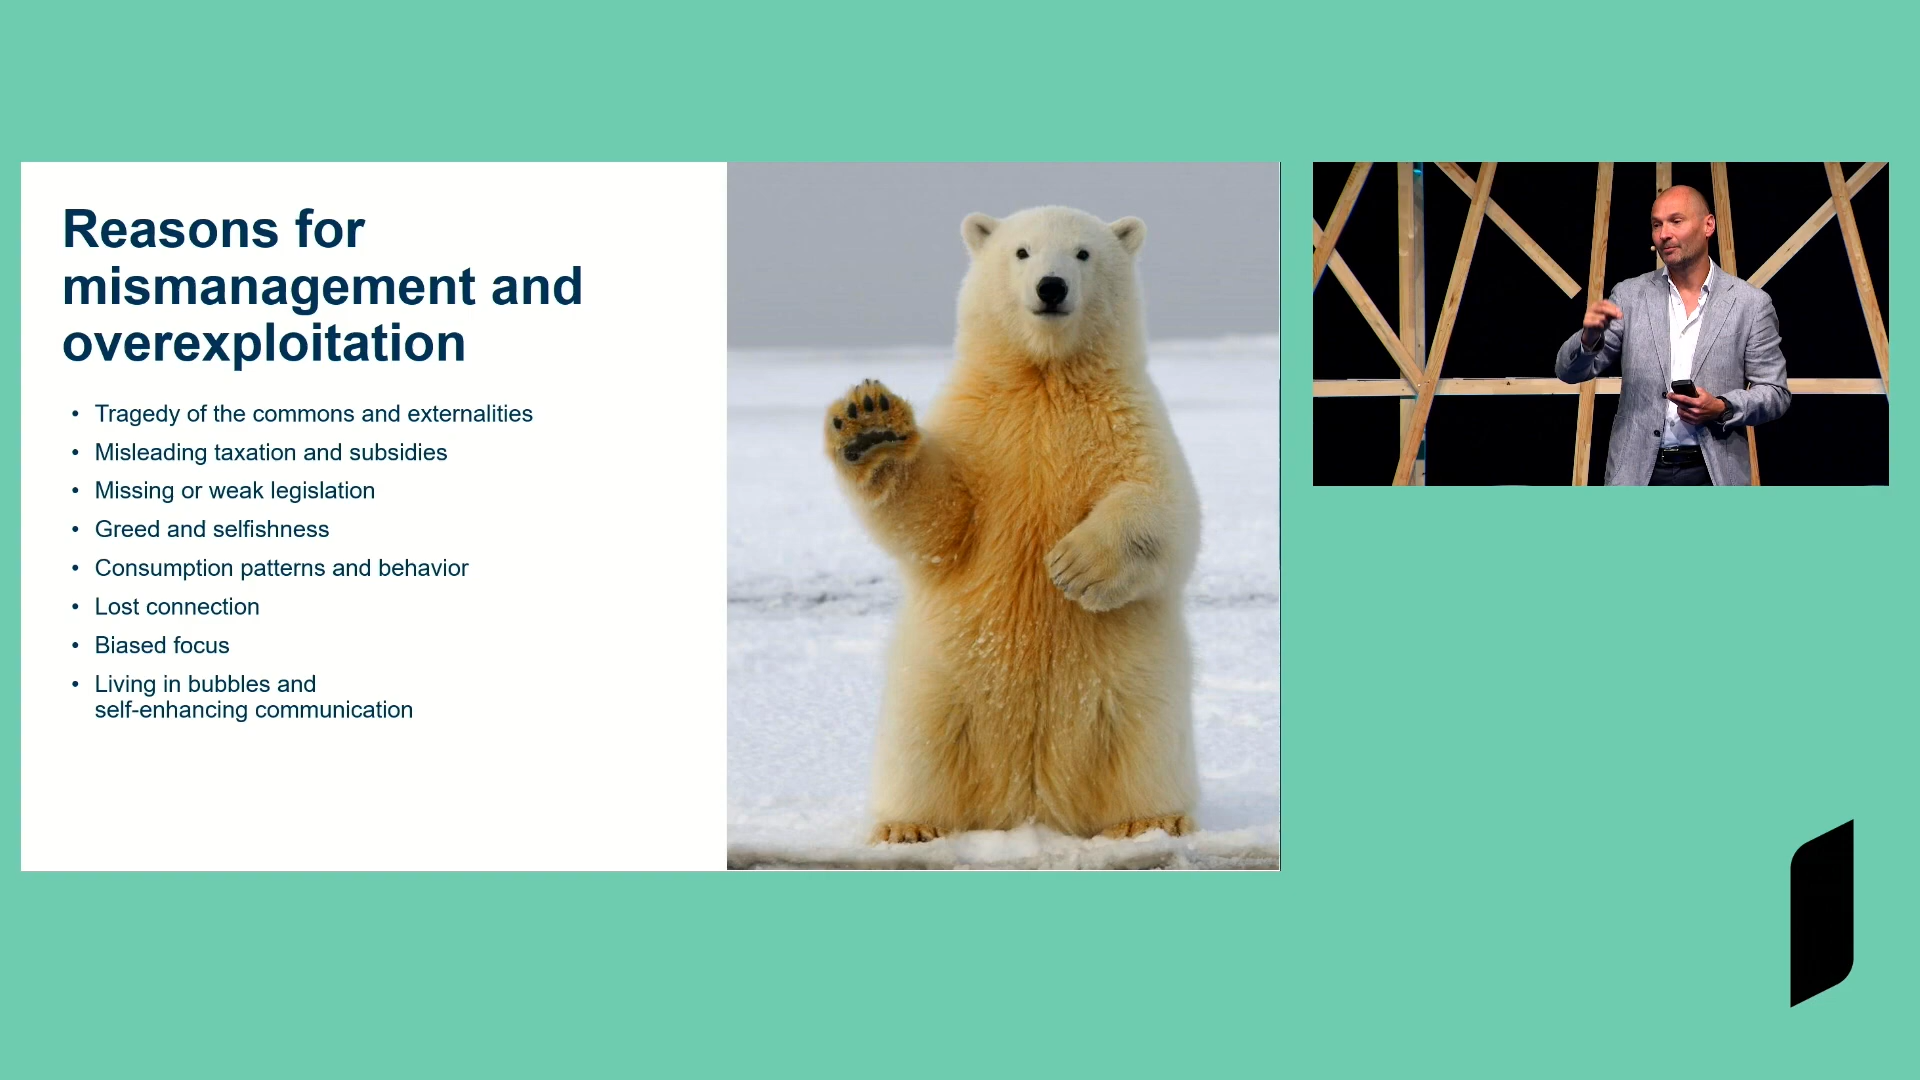 Reasons for
mismanagement and
overexploitation
• Tragedy of the commons and externalities
• Misleading taxation and subsidies
• Missing or weak legislation
• Greed and selfishness
• Consumption patterns and behavior
• Lost connection
• Biased focus
• Living in bubbles and
self-enhancing communication